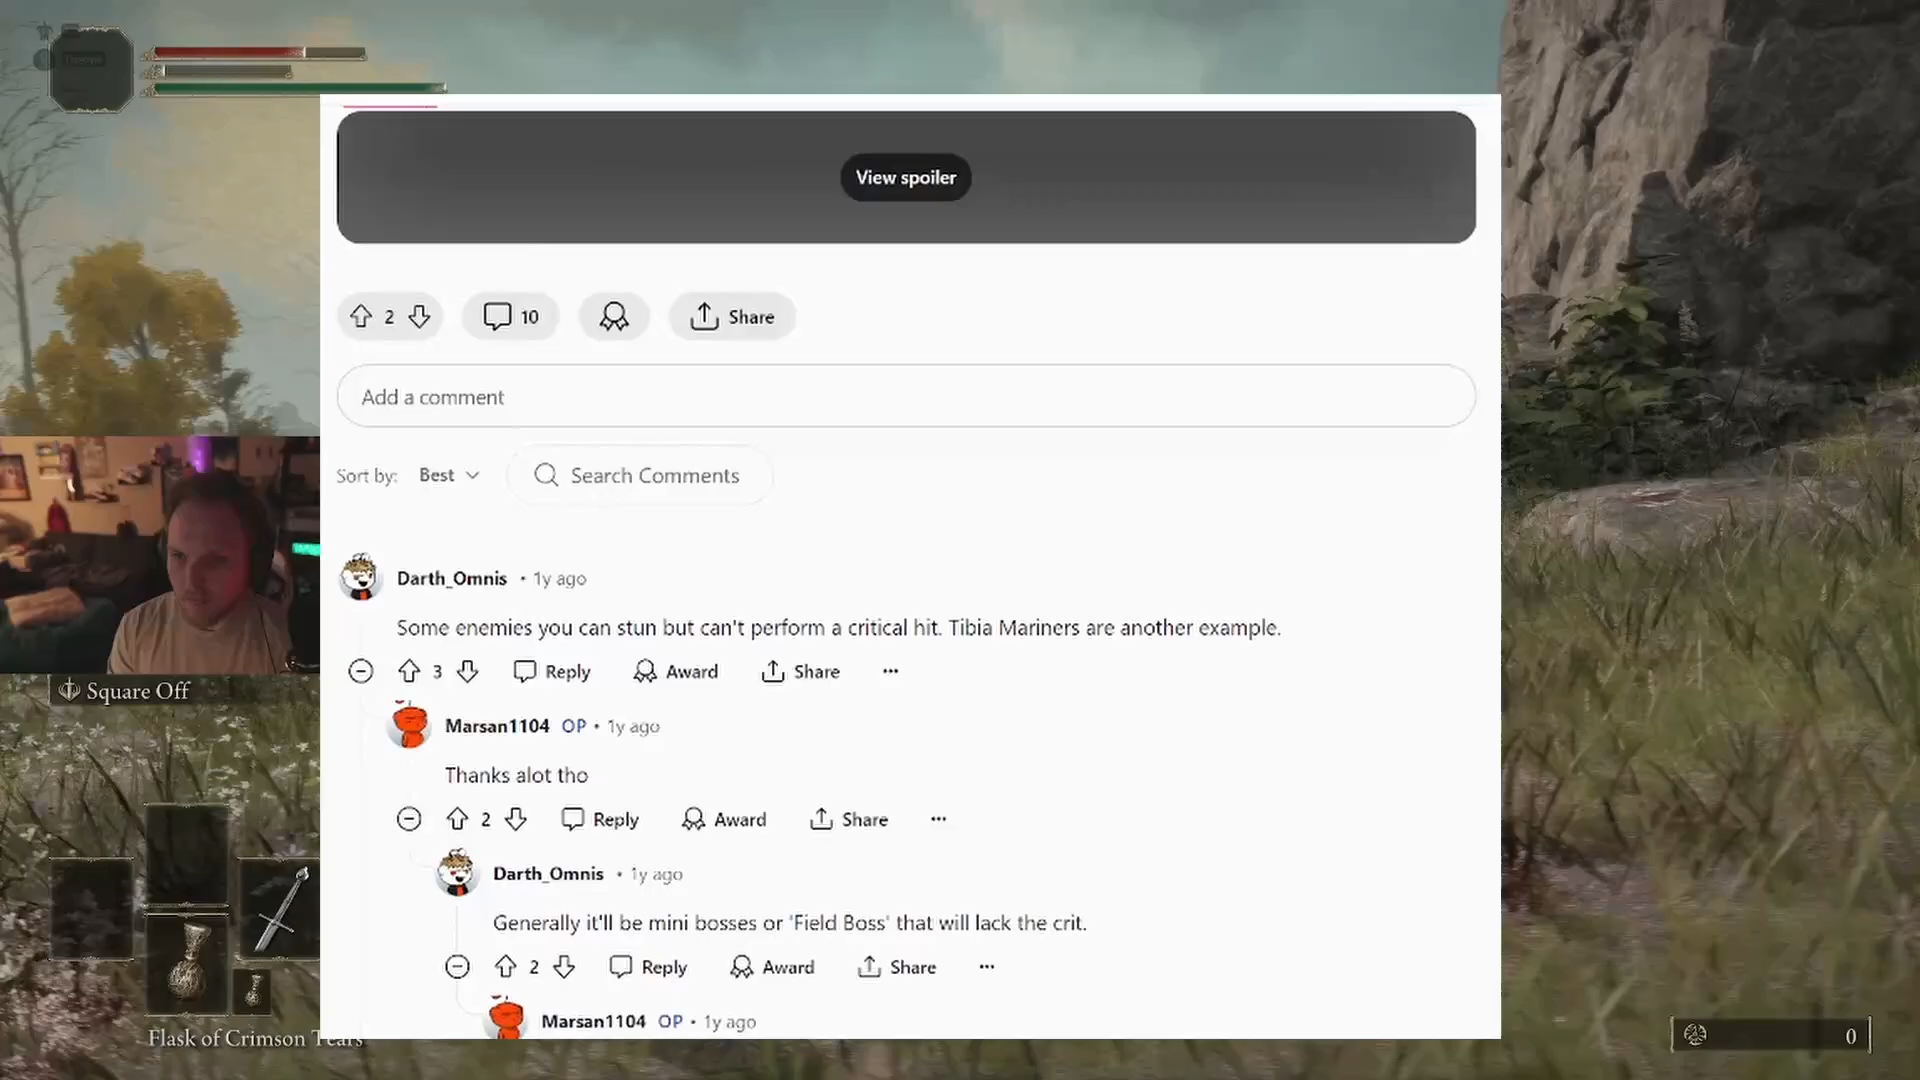 View spoiler
2
10
Share
Add a comment
Sort by: Best
Search Comments
Darth_Omnis • 1y ago
Some enemies you can stun but can't perform a critical hit. Tibia Mariners are another example.
3 Reply Award Share
Marsan1104 OP • 1y ago
Thanks alot tho
2 Reply Award Share
Darth_Omnis • 1y ago
Generally it'll be mini bosses or 'Field Boss' that will lack the crit.
2 Reply Award Share
Marsan1104 OP • 1y ago
Square Off
Flask of Crimson Tears
0